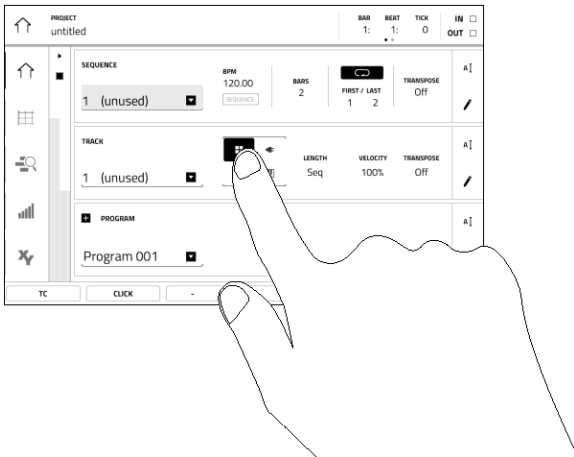 PROJECT
untitled
BAR BEAT TICK
1: 1: 0
IN
OUT
SEQUENCE
1 (unused)
BPM
120.00
SEQUENCE
BARS
2
FIRST / LAST
1 2
TRANSPOSE
Off
A
TRACK
1 (unused)
LENGTH
Seq
VELOCITY
100%
TRANSPOSE
Off
A
PROGRAM
Program 001
A
XY
TC
CLICK
-